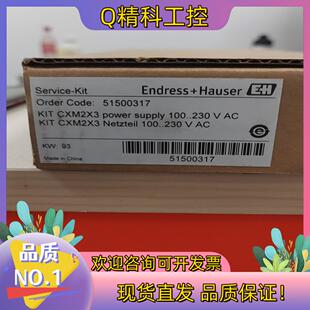 Q精科工控
Service-Kit
Endress+Hauser EH
Order Code: 51500317
KIT CXM2X3 power supply 100..230 V AC
KIT CXM2X3 Netzteil 100..230 V AC
KW: 93
Made in China
51500317
品质
NO.1
欢迎咨询可开发票
现货直发 品质保证!